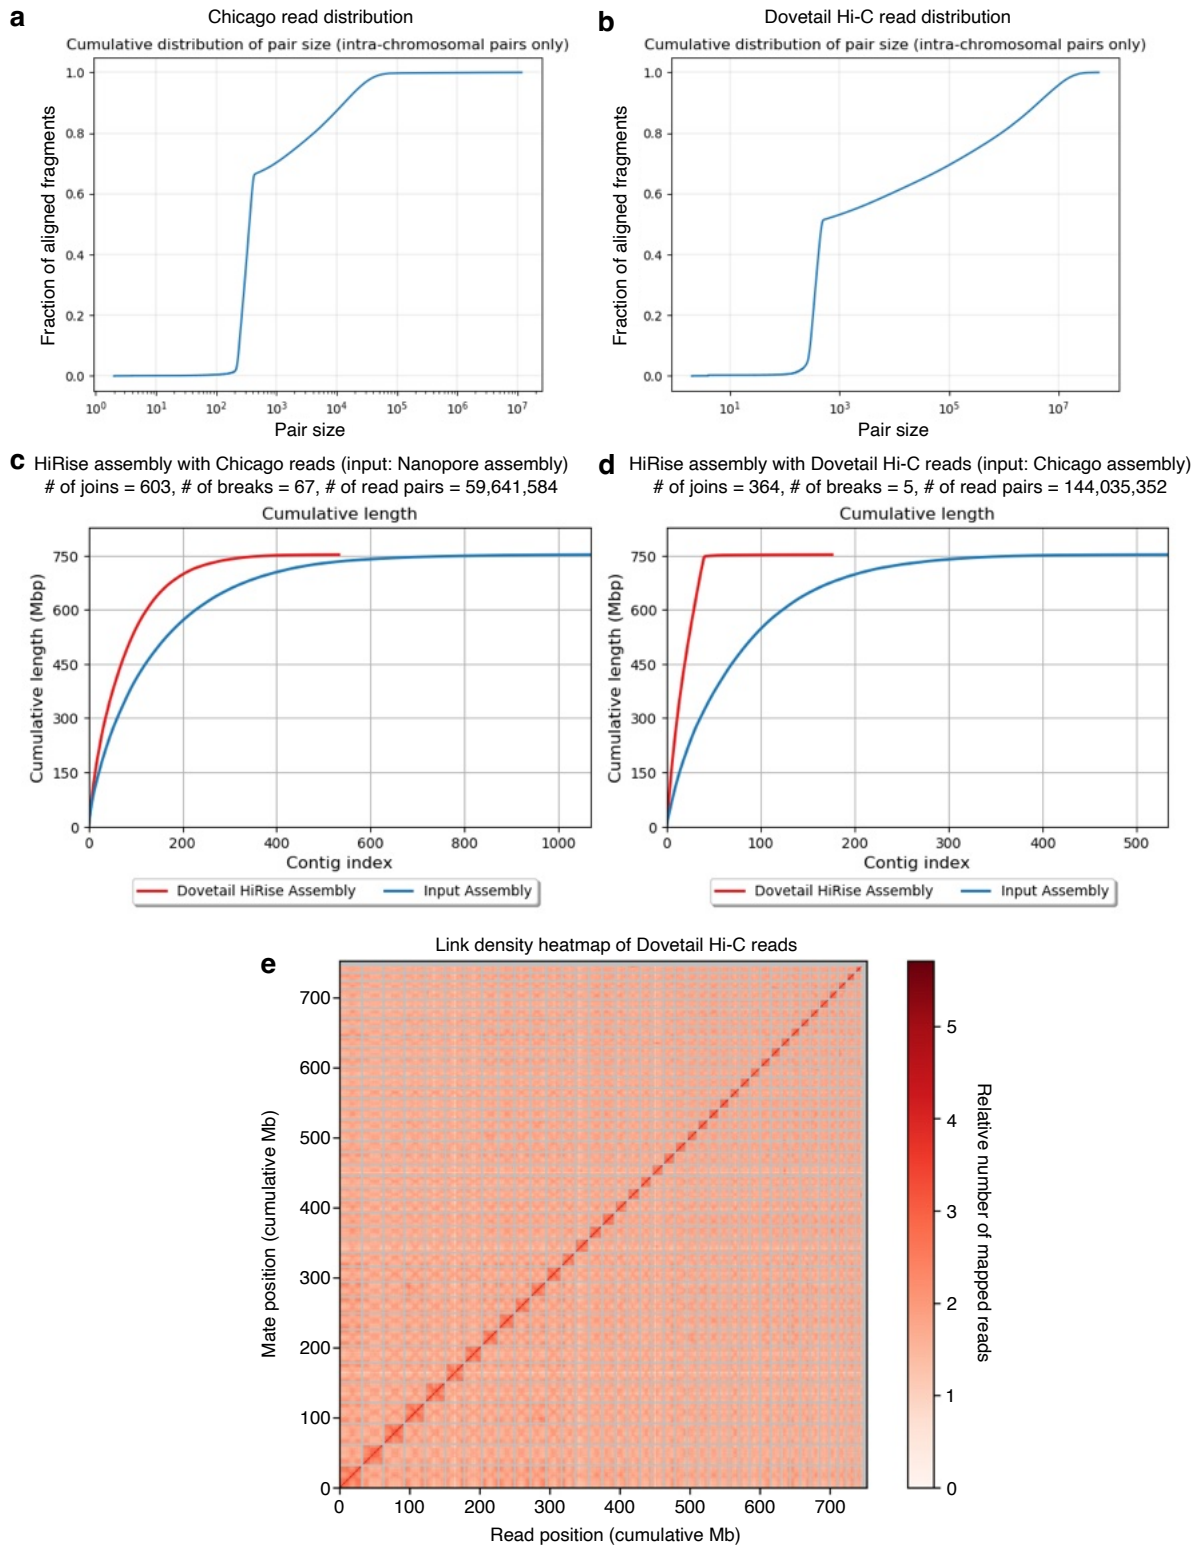 a
Chicago read distribution
Cumulative distribution of pair size (intra-chromosomal pairs only)
Fraction of aligned fragments
1.0
0.8
0.6
0.4
0.2
0.0
10⁰ 10¹ 10² 10³ 10⁴ 10⁵ 10⁶ 10⁷
Pair size
b
Dovetail Hi-C read distribution
Cumulative distribution of pair size (intra-chromosomal pairs only)
Fraction of aligned fragments
1.0
0.8
0.6
0.4
0.2
0.0
10¹ 10³ 10⁵ 10⁷
Pair size
c
HiRise assembly with Chicago reads (input: Nanopore assembly)
# of joins = 603, # of breaks = 67, # of read pairs = 59,641,584
Cumulative length
Cumulative length (Mbp)
750
600
450
300
150
0
0 200 400 600 800 1000
Contig index
Dovetail HiRise Assembly Input Assembly
d
HiRise assembly with Dovetail Hi-C reads (input: Chicago assembly)
# of joins = 364, # of breaks = 5, # of read pairs = 144,035,352
Cumulative length
Cumulative length (Mbp)
750
600
450
300
150
0
0 100 200 300 400 500
Contig index
Dovetail HiRise Assembly Input Assembly
e
Link density heatmap of Dovetail Hi-C reads
Mate position (cumulative Mb)
700
600
500
400
300
200
100
0
0 100 200 300 400 500 600 700
Read position (cumulative Mb)
5
4
3
2
1
0
Relative number of mapped reads